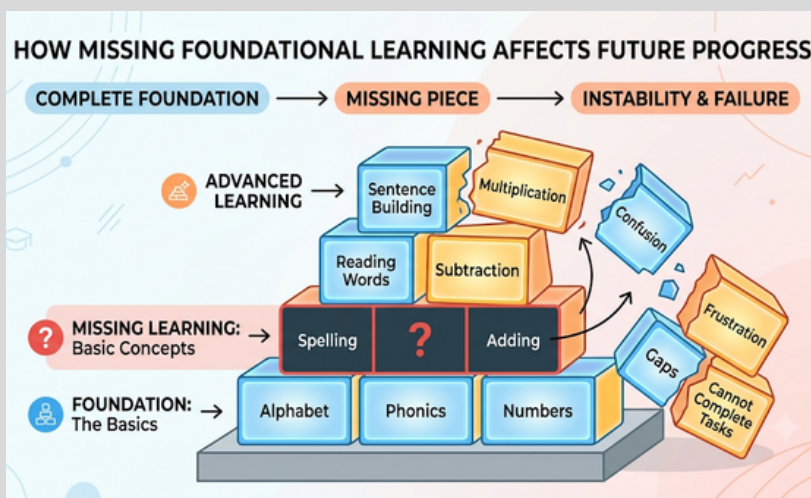 HOW MISSING FOUNDATIONAL LEARNING AFFECTS FUTURE PROGRESS
COMPLETE FOUNDATION
MISSING PIECE
INSTABILITY & FAILURE
ADVANCED
LEARNING
Sentence
Building
Multiplication
Confusion
Reading
Words
Subtraction
Frustration
? MISSING LEARNING:
Basic Concepts
Spelling
?
Adding
Gaps
Cannot
Complete
Tasks
FOUNDATION:
The Basics
Alphabet
Phonics
Numbers